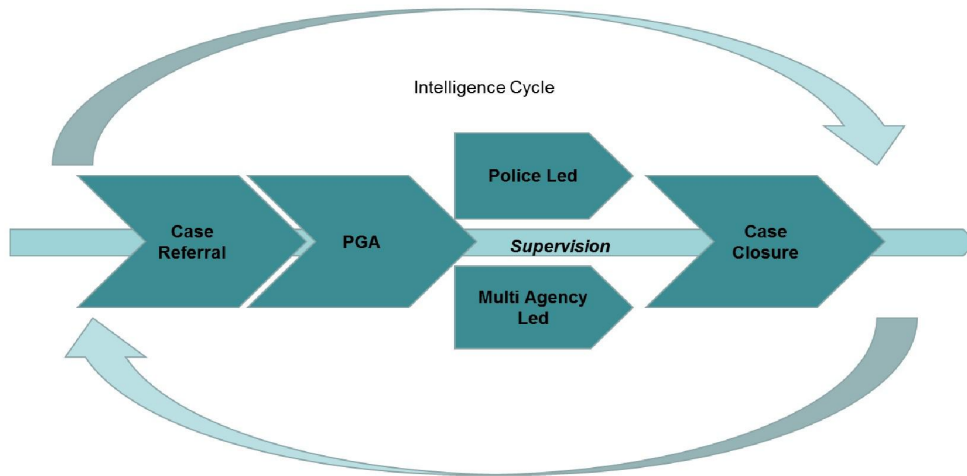 Intelligence Cycle
Case
Referral
PGA
Police Led
Supervision
Multi Agency
Led
Case
Closure